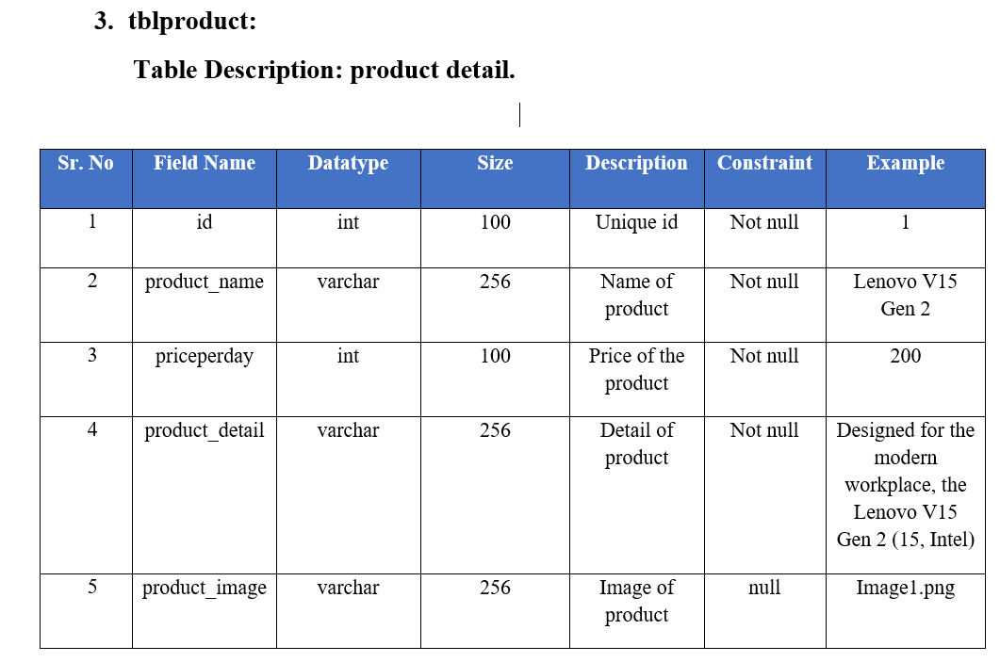 3. tblproduct:
Table Description: product detail.
Sr. No Field Name Datatype Size Description Constraint Example
1 id int 100 Unique id Not null 1
2 product_name varchar 256 Name of Not null Lenovo V15
product Gen 2
3 priceperday int 100 Price of the Not null 200
product
4 product_detail varchar 256 Detail of Not null Designed for the
product modern
workplace, the
Lenovo V15
Gen 2 (15, Intel)
5 product_image varchar 256 Image of null Image1.png
product